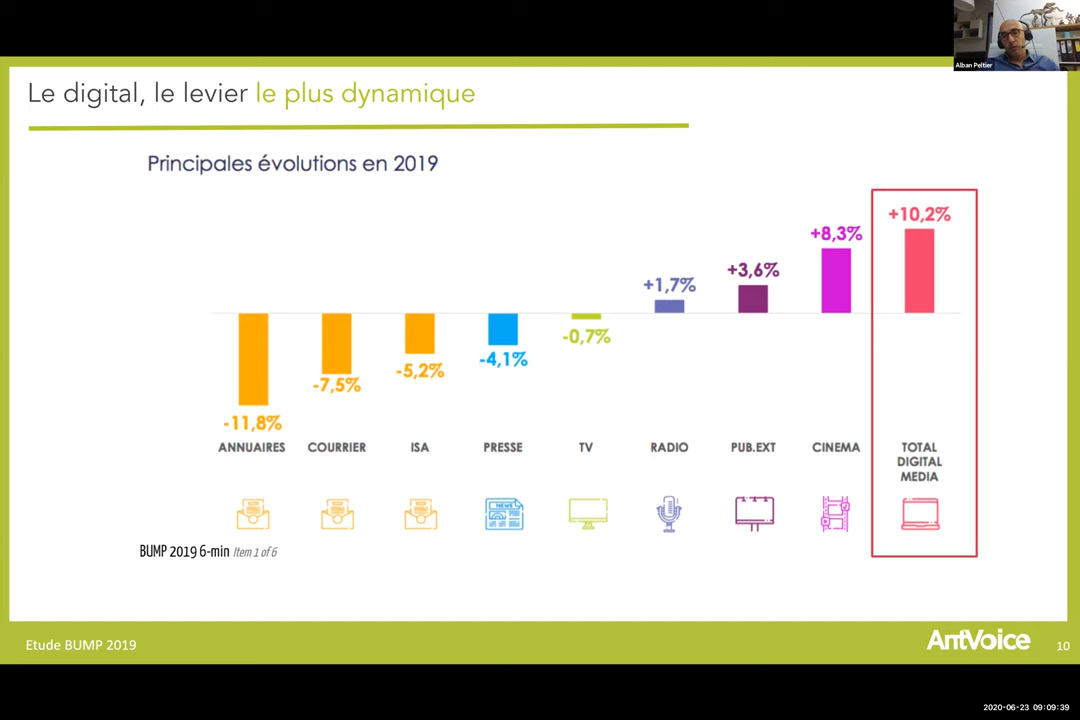 Alban Peltier
Le digital, le levier le plus dynamique
Principales évolutions en 2019
+10,2%
+8,3%
+3,6%
+1,7%
-0,7%
-4,1%
-5,2%
-7,5%
-11,8%
ANNUAIRES
COURRIER
ISA
PRESSE
TV
RADIO
PUB.EXT
CINEMA
TOTAL
DIGITAL
MEDIA
NEWS
BUMP 2019 6-min Item 1 of 6
Etude BUMP 2019
AntVoice
10
2020-06-23 09:09:39